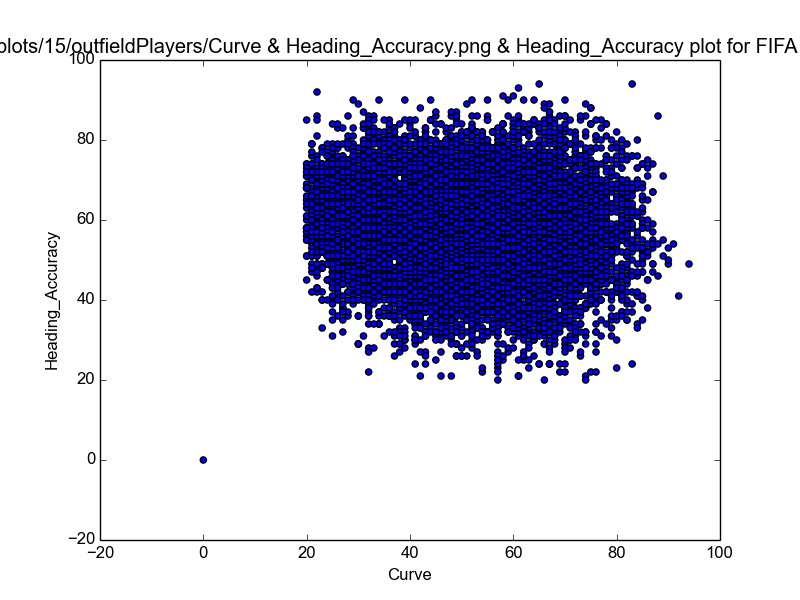 plots/15/outfieldPlayers/Curve & Heading_Accuracy.png & Heading_Accuracy plot for FIFA
100
80
60
40
20
0
−20
Heading_Accuracy
−20 0 20 40 60 80 100
Curve